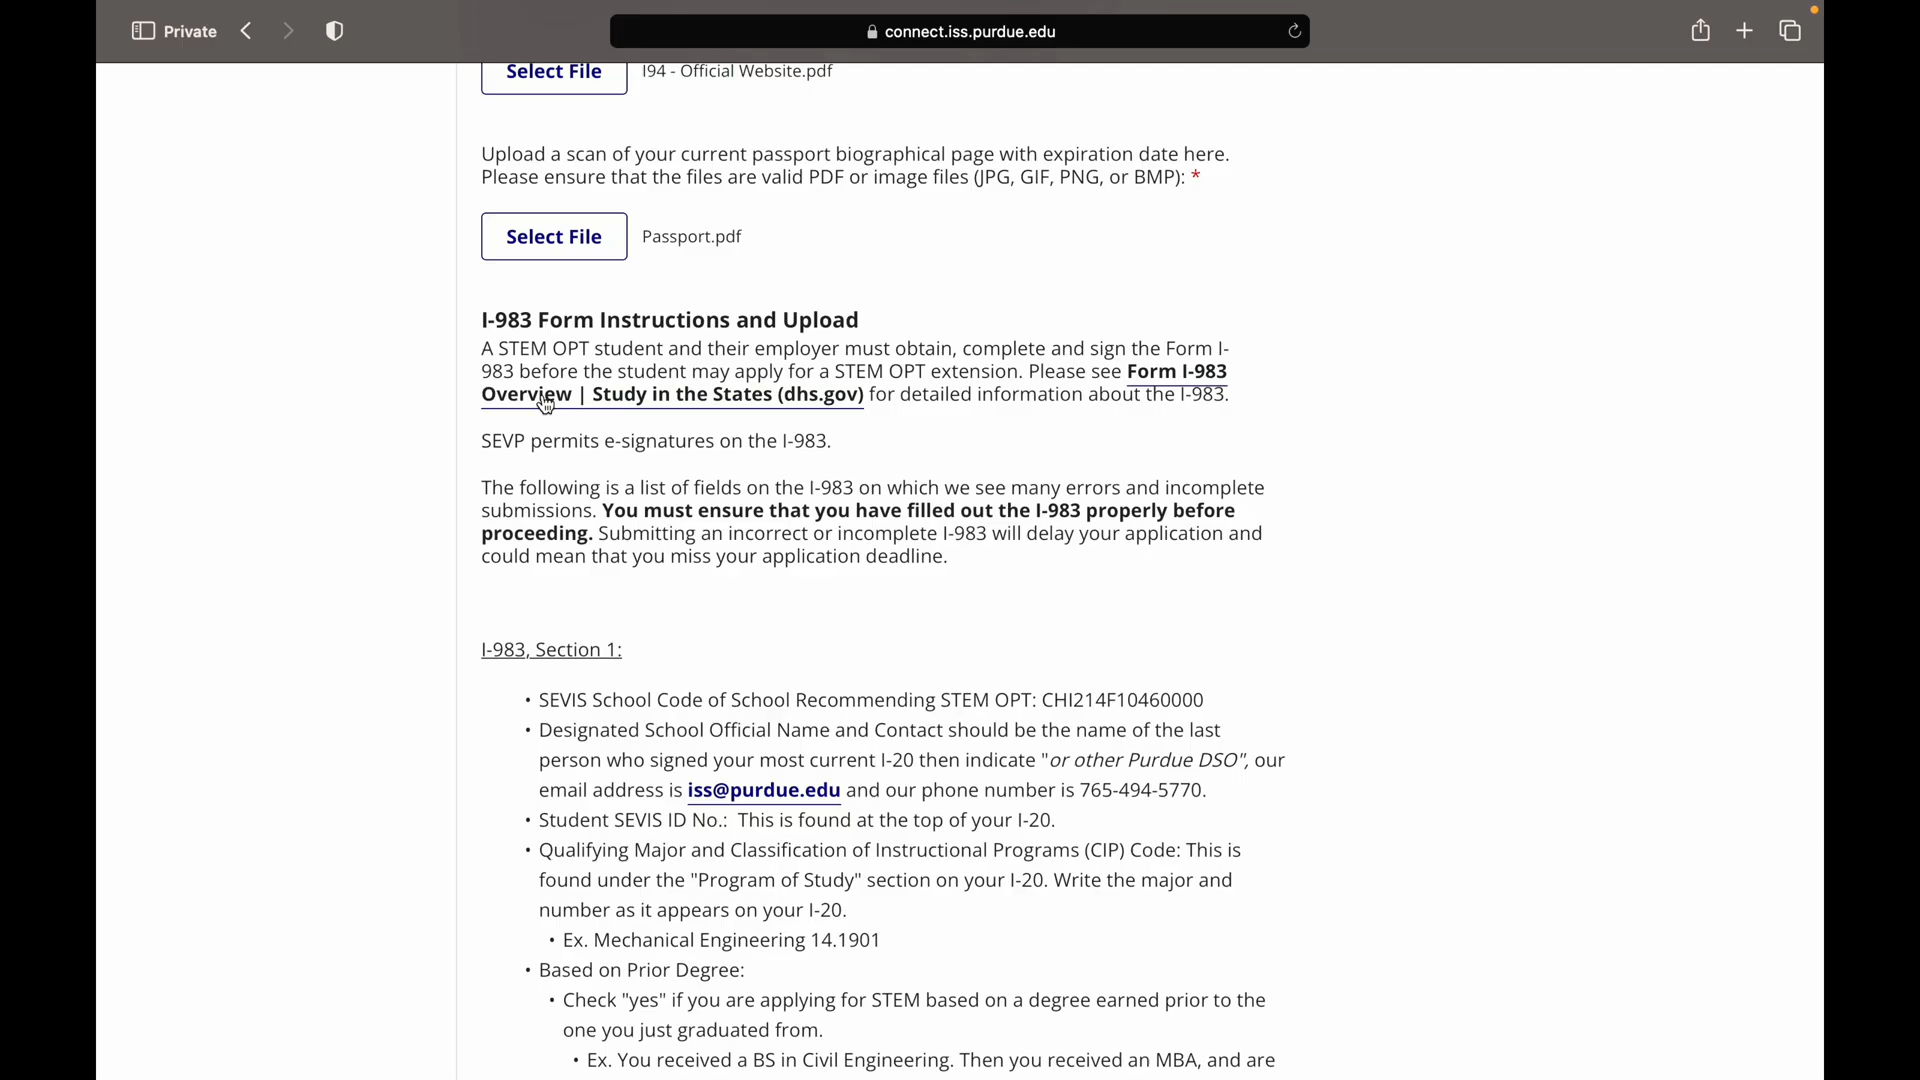 Private
connect.iss.purdue.edu
Select File I94 - Official Website.pdf
Upload a scan of your current passport biographical page with expiration date here.
Please ensure that the files are valid PDF or image files (JPG, GIF, PNG, or BMP): *
Select File Passport.pdf
I-983 Form Instructions and Upload
A STEM OPT student and their employer must obtain, complete and sign the Form I-
983 before the student may apply for a STEM OPT extension. Please see Form I-983
Overview | Study in the States (dhs.gov) for detailed information about the I-983.
SEVP permits e-signatures on the I-983.
The following is a list of fields on the I-983 on which we see many errors and incomplete
submissions. You must ensure that you have filled out the I-983 properly before
proceeding. Submitting an incorrect or incomplete I-983 will delay your application and
could mean that you miss your application deadline.
I-983, Section 1:
• SEVIS School Code of School Recommending STEM OPT: CHI214F10460000
• Designated School Official Name and Contact should be the name of the last
person who signed your most current I-20 then indicate "or other Purdue DSO", our
email address is iss@purdue.edu and our phone number is 765-494-5770.
• Student SEVIS ID No.: This is found at the top of your I-20.
• Qualifying Major and Classification of Instructional Programs (CIP) Code: This is
found under the "Program of Study" section on your I-20. Write the major and
number as it appears on your I-20.
• Ex. Mechanical Engineering 14.1901
• Based on Prior Degree:
• Check "yes" if you are applying for STEM based on a degree earned prior to the
one you just graduated from.
• Ex. You received a BS in Civil Engineering. Then you received an MBA, and are